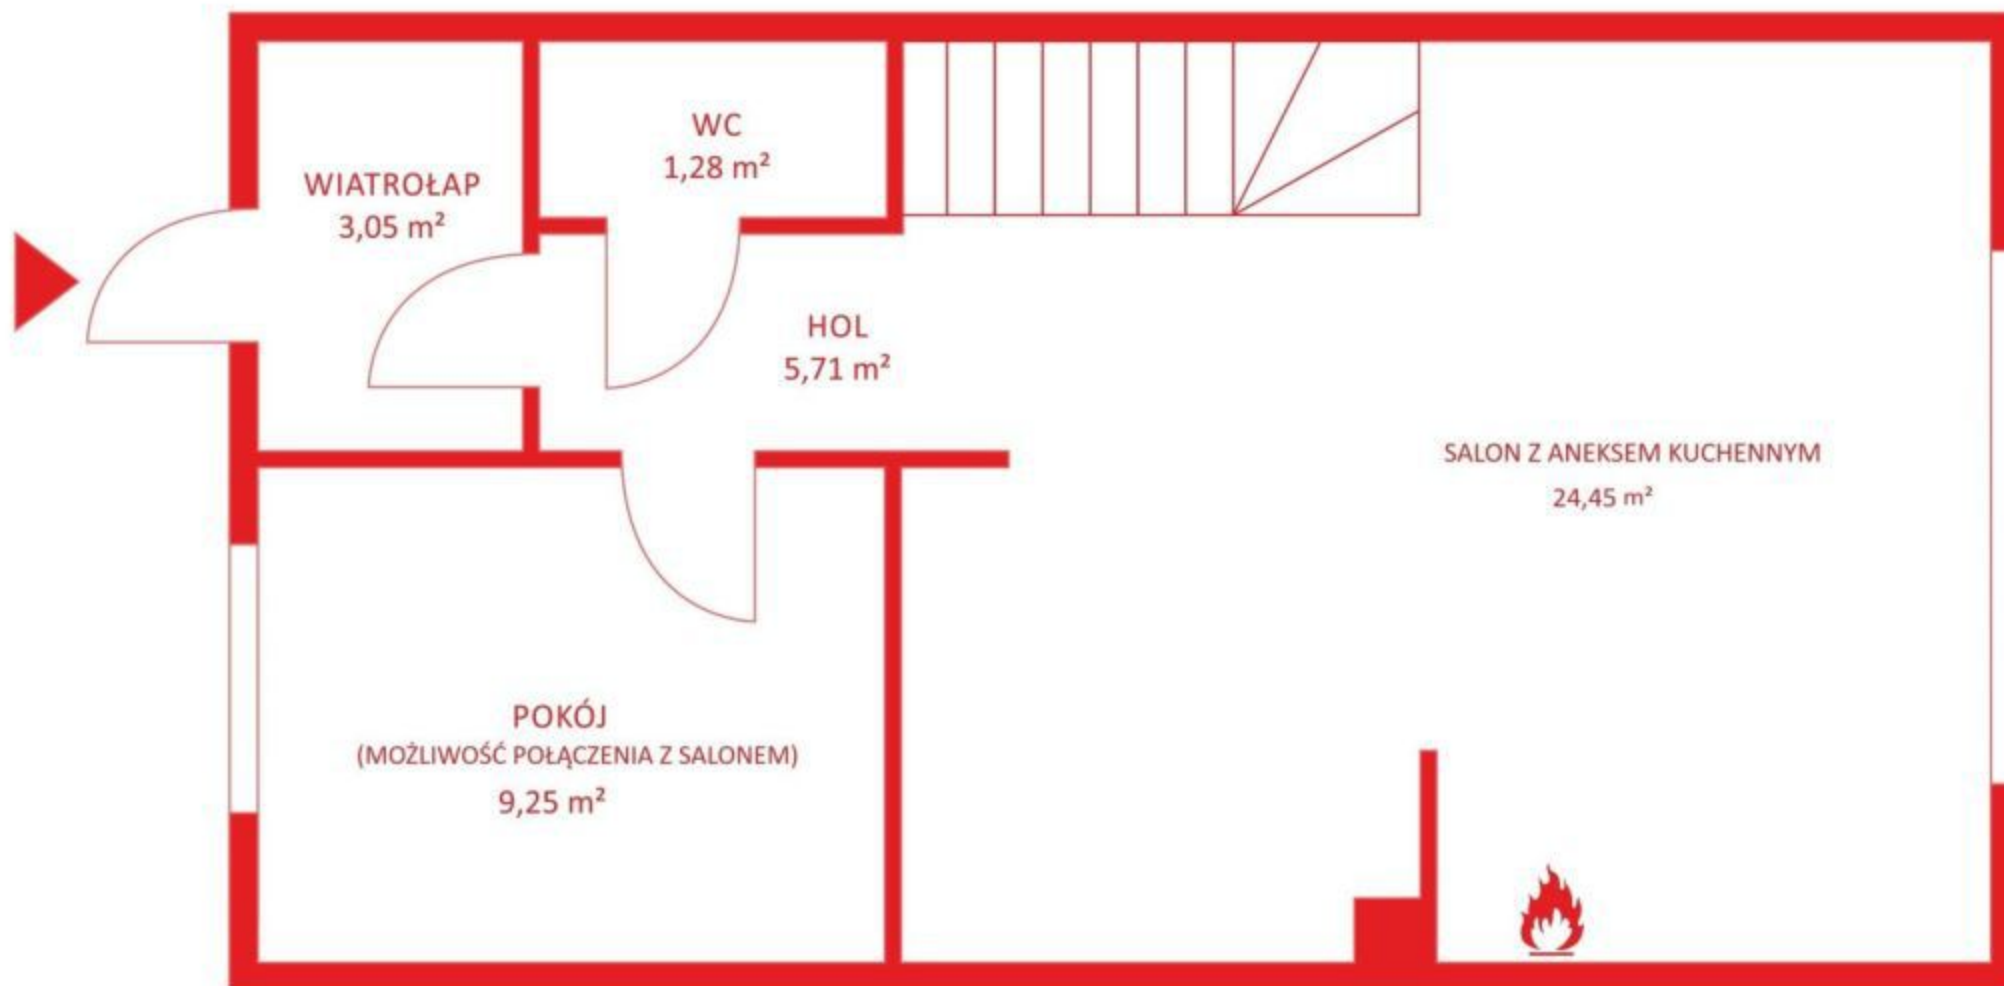 WC
1,28 m²
WIATROŁAP
3,05 m²
HOL
5,71 m²
SALON Z ANEKSEM KUCHENNYM
24,45 m²
POKÓJ
(MOŻLIWOŚĆ POŁĄCZENIA Z SALONEM)
9,25 m²